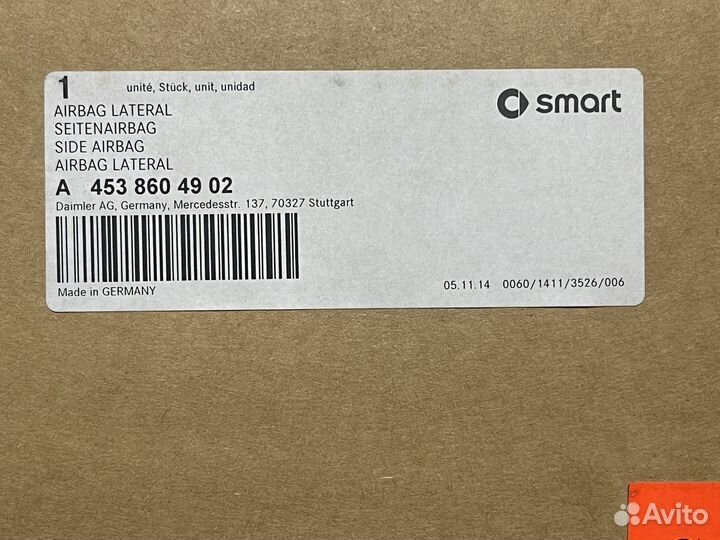 1 unité, Stück, unit, unidad
smart
AIRBAG LATERAL
SEITENAIRBAG
SIDE AIRBAG
AIRBAG LATERAL
A 453 860 49 02
Daimler AG, Germany, Mercedesstr. 137, 70327 Stuttgart
Made in GERMANY
05.11.14 0060/1411/3526/006
Avito